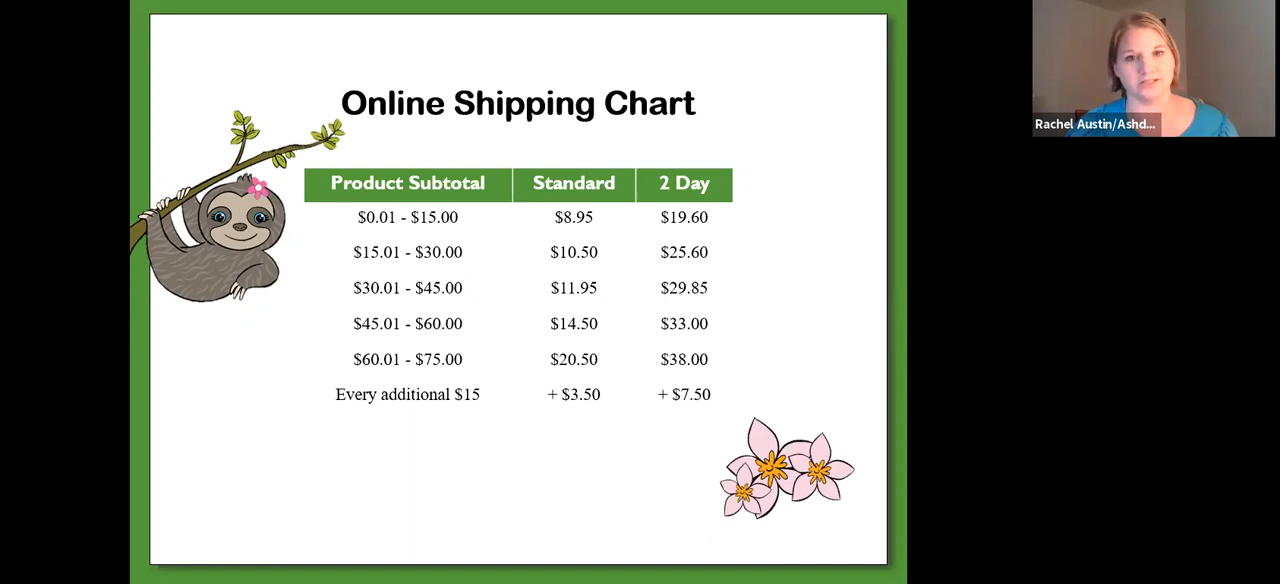 Online Shipping Chart
Product Subtotal Standard 2 Day
$0.01 - $15.00 $8.95 $19.60
$15.01 - $30.00 $10.50 $25.60
$30.01 - $45.00 $11.95 $29.85
$45.01 - $60.00 $14.50 $33.00
$60.01 - $75.00 $20.50 $38.00
Every additional $15 + $3.50 + $7.50
Rachel Austin/Ashd...